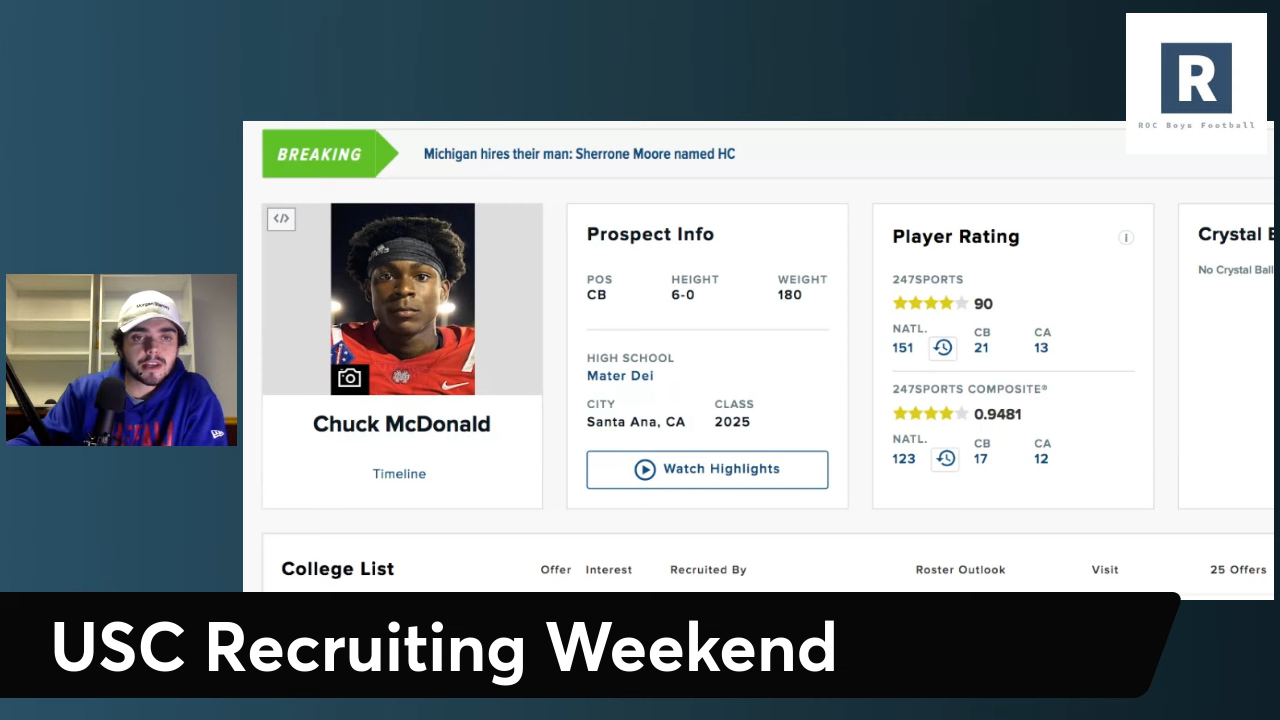 R
ROC Boys Football
BREAKING
Michigan hires their man: Sherrone Moore named HC
</>
Chuck McDonald
Timeline
Prospect Info
POS HEIGHT WEIGHT
CB 6-0 180
HIGH SCHOOL
Mater Dei
CITY CLASS
Santa Ana, CA 2025
Watch Highlights
Player Rating
247SPORTS
90
NATL. CB CA
151 21 13
247SPORTS COMPOSITE®
0.9481
NATL. CB CA
123 17 12
Crystal
No Crystal Ball
College List Offer Interest Recruited By Roster Outlook Visit 25 Offers
USC Recruiting Weekend